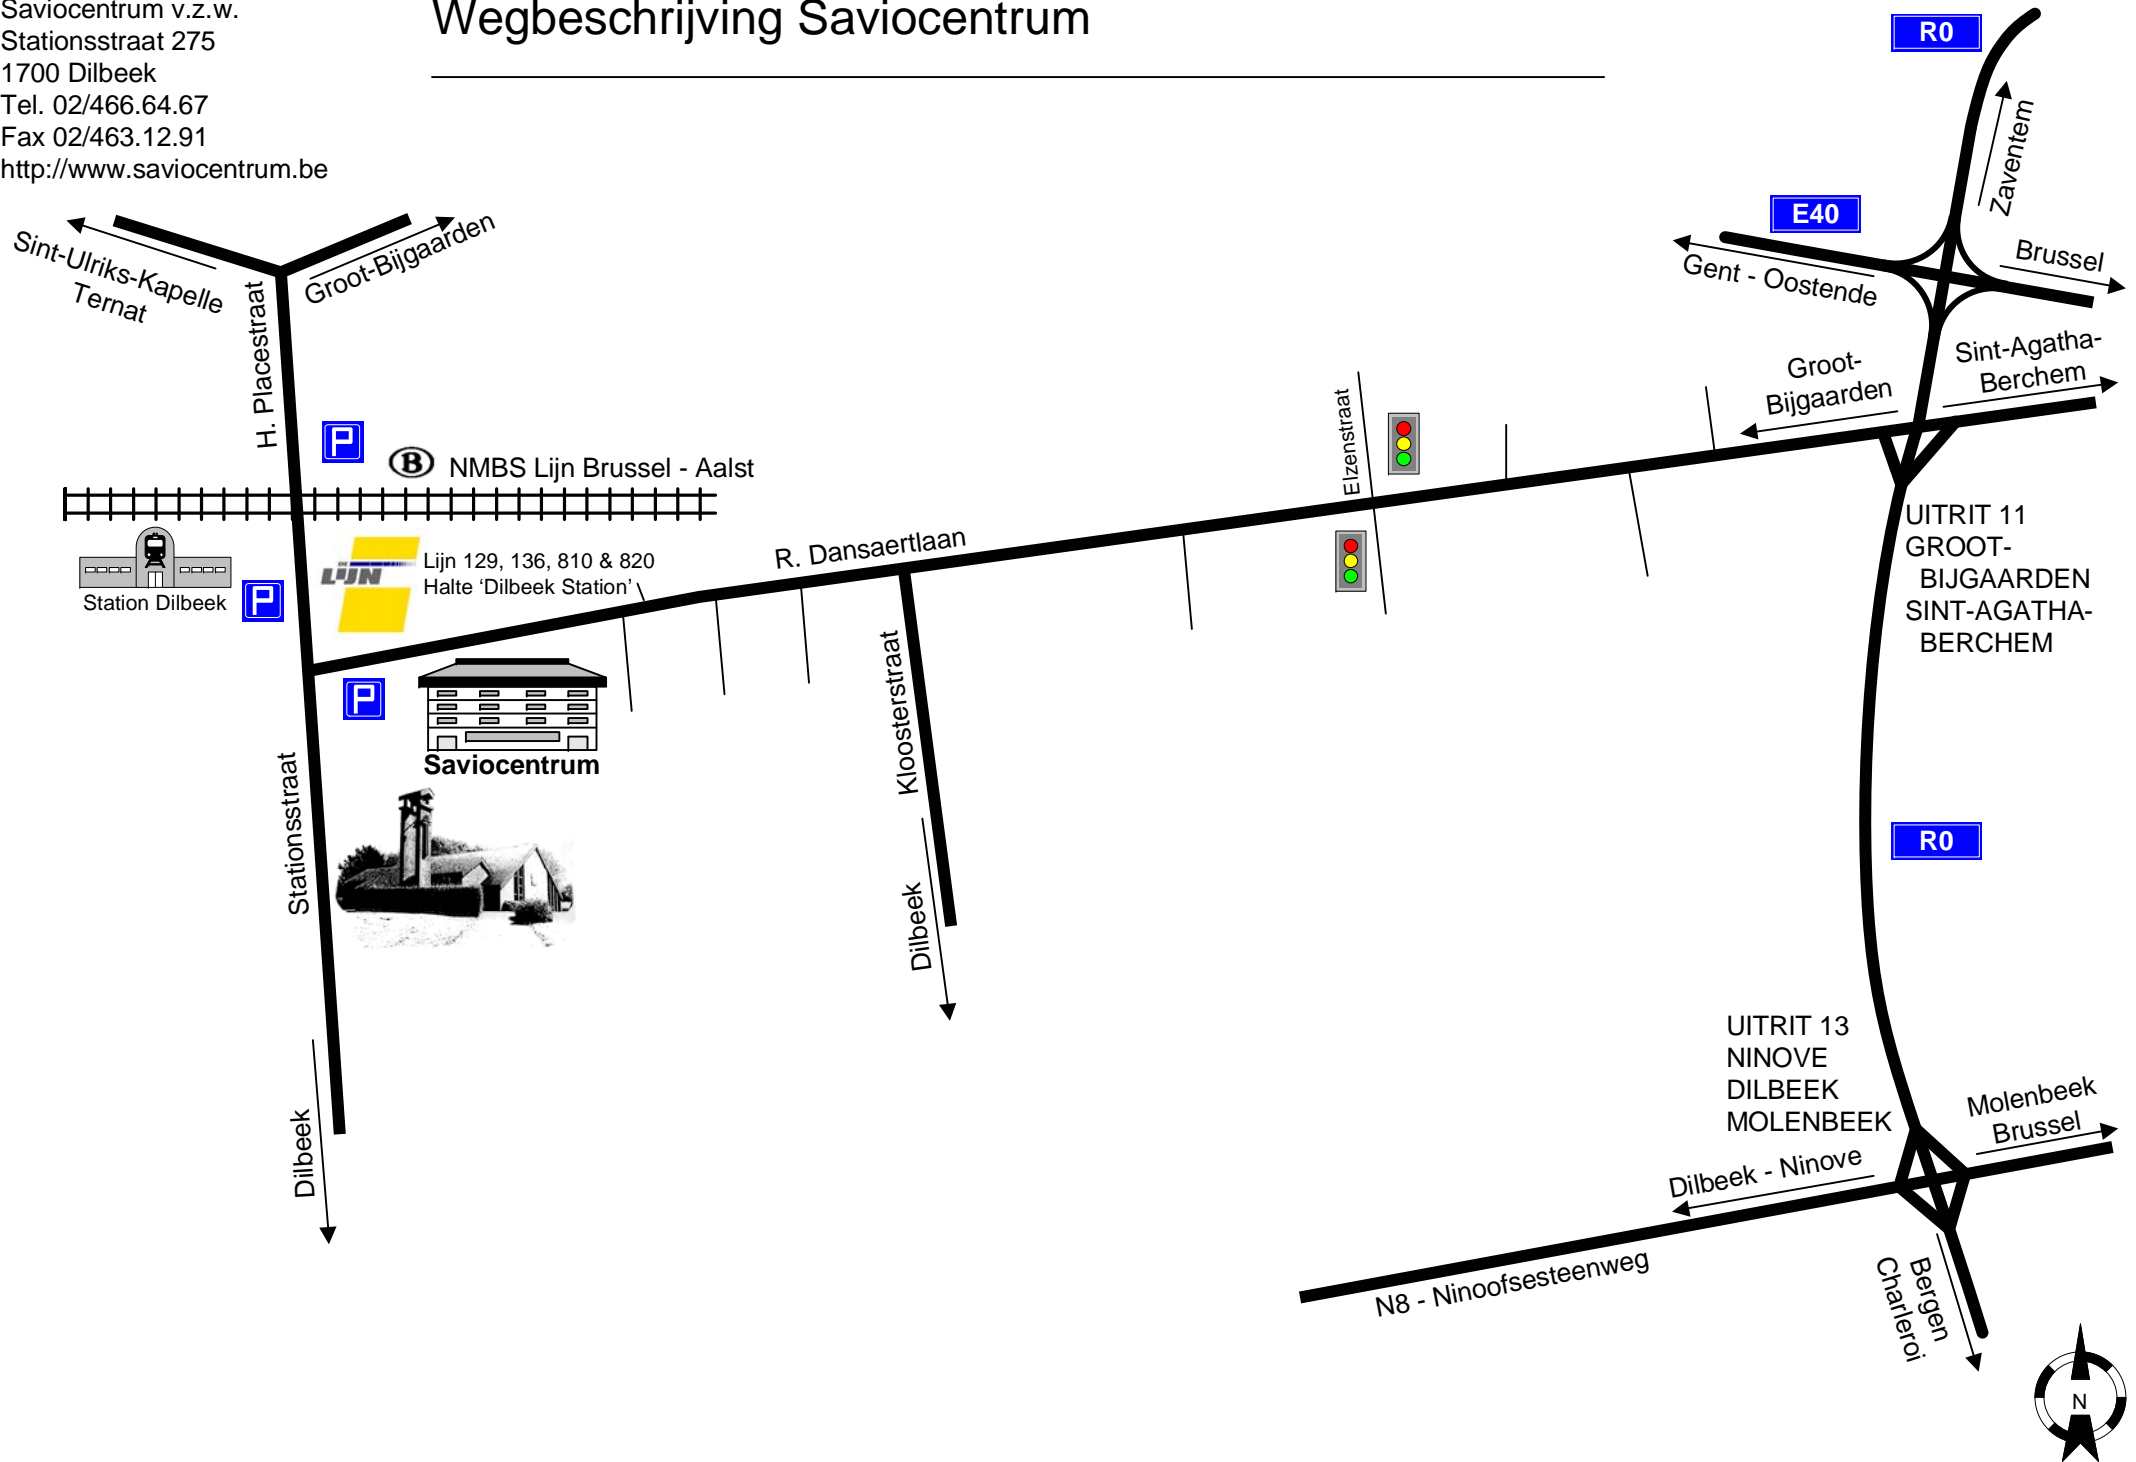 Saviocentrum v.z.w.
Stationsstraat 275
1700 Dilbeek
Tel. 02/466.64.67
Fax 02/463.12.91
http://www.saviocentrum.be
Wegbeschrijving Saviocentrum
R0
Zaventem
E40
Gent - Oostende
Brussel
Sint-Ulriks-Kapelle
Ternat
Groot-Bijgaarden
H. Placestraat
P
B
NMBS Lijn Brussel - Aalst
Station Dilbeek
P
DE
LIJN
Lijn 129, 136, 810 & 820
Halte ‘Dilbeek Station’
R. Dansaertlaan
Elzenstraat
Groot-
Bijgaarden
Sint-Agatha-
Berchem
UITRIT 11
GROOT-
BIJGAARDEN
SINT-AGATHA-
BERCHEM
P
Saviocentrum
Stationsstraat
Dilbeek
Kloosterstraat
Dilbeek
R0
UITRIT 13
NINOVE
DILBEEK
MOLENBEEK
Molenbeek
Brussel
Dilbeek - Ninove
N8 - Ninoofsesteenweg
Bergen
Charleroi
N